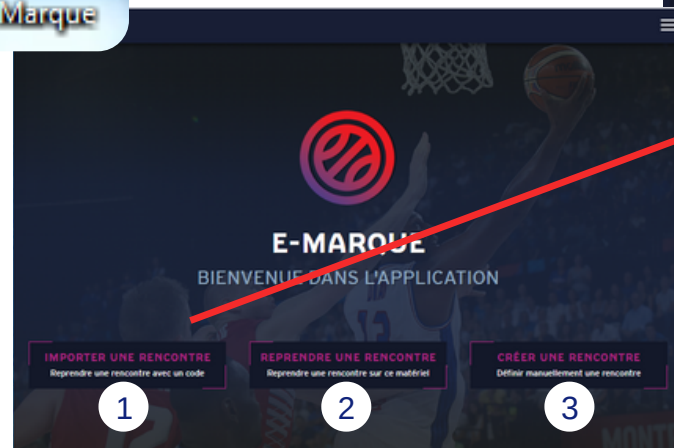 Marque
E-MARQUE
BIENVENUE DANS L'APPLICATION
IMPORTER UNE RENCONTRE
Reprendre une rencontre avec un code
REPRENDRE UNE RENCONTRE
Reprendre une rencontre sur ce matériel
CRÉER UNE RENCONTRE
Définir manuellement une rencontre
1
2
3